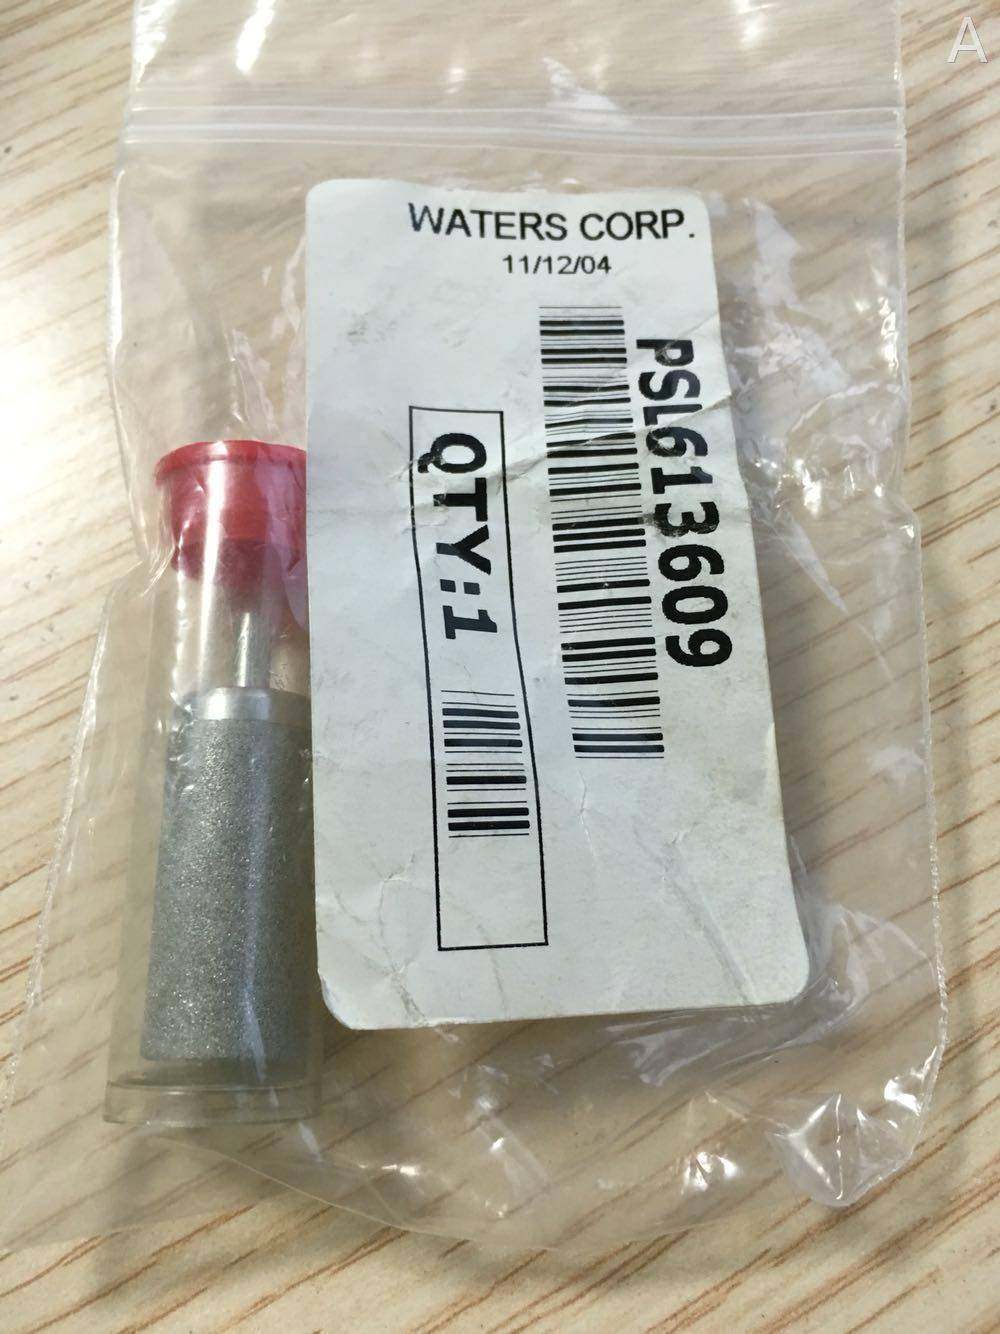 A
WATERS CORP.
11/12/04
PSL613609
QTY:1